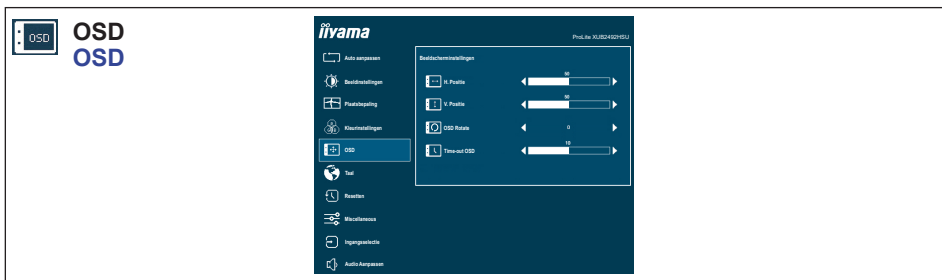 OSD
OSD
OSD
iiyama
ProLite XUB2492HSU
Auto aanpassen
Beeldinstellingen
Plaatsbepaling
Kleurinstellingen
OSD
Taal
Resetten
Miscellaneous
Ingangsselectie
Audio Aanpassen
Beeldscherminstellingen
H. Positie
50
V. Positie
50
OSD Rotate
0
Time-out OSD
10